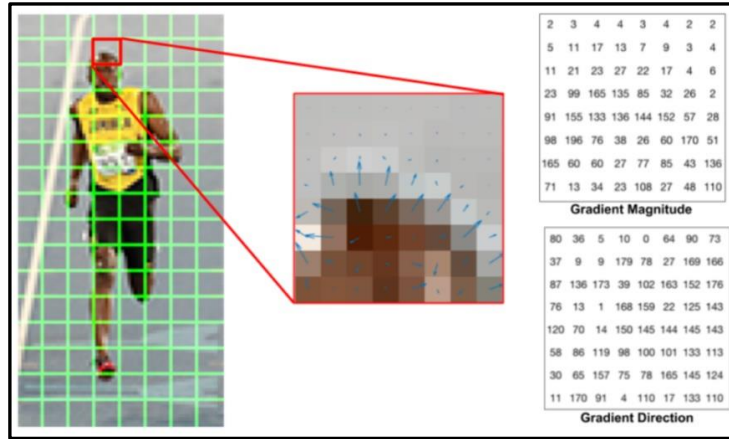 2 3 4 4 3 4 2 2
5 11 17 13 7 9 3 4
11 21 23 27 22 17 4 6
23 99 165 135 85 32 26 2
91 155 133 136 144 152 57 28
98 196 76 38 26 60 170 51
165 60 60 27 77 85 43 136
71 13 34 23 108 27 48 110
Gradient Magnitude
80 36 5 10 0 64 90 73
37 9 9 179 78 27 169 166
87 136 173 39 102 163 152 176
76 13 1 168 159 22 125 143
120 70 14 150 145 144 145 143
58 86 119 98 100 101 133 113
30 65 157 75 78 165 145 124
11 170 91 4 110 17 133 110
Gradient Direction